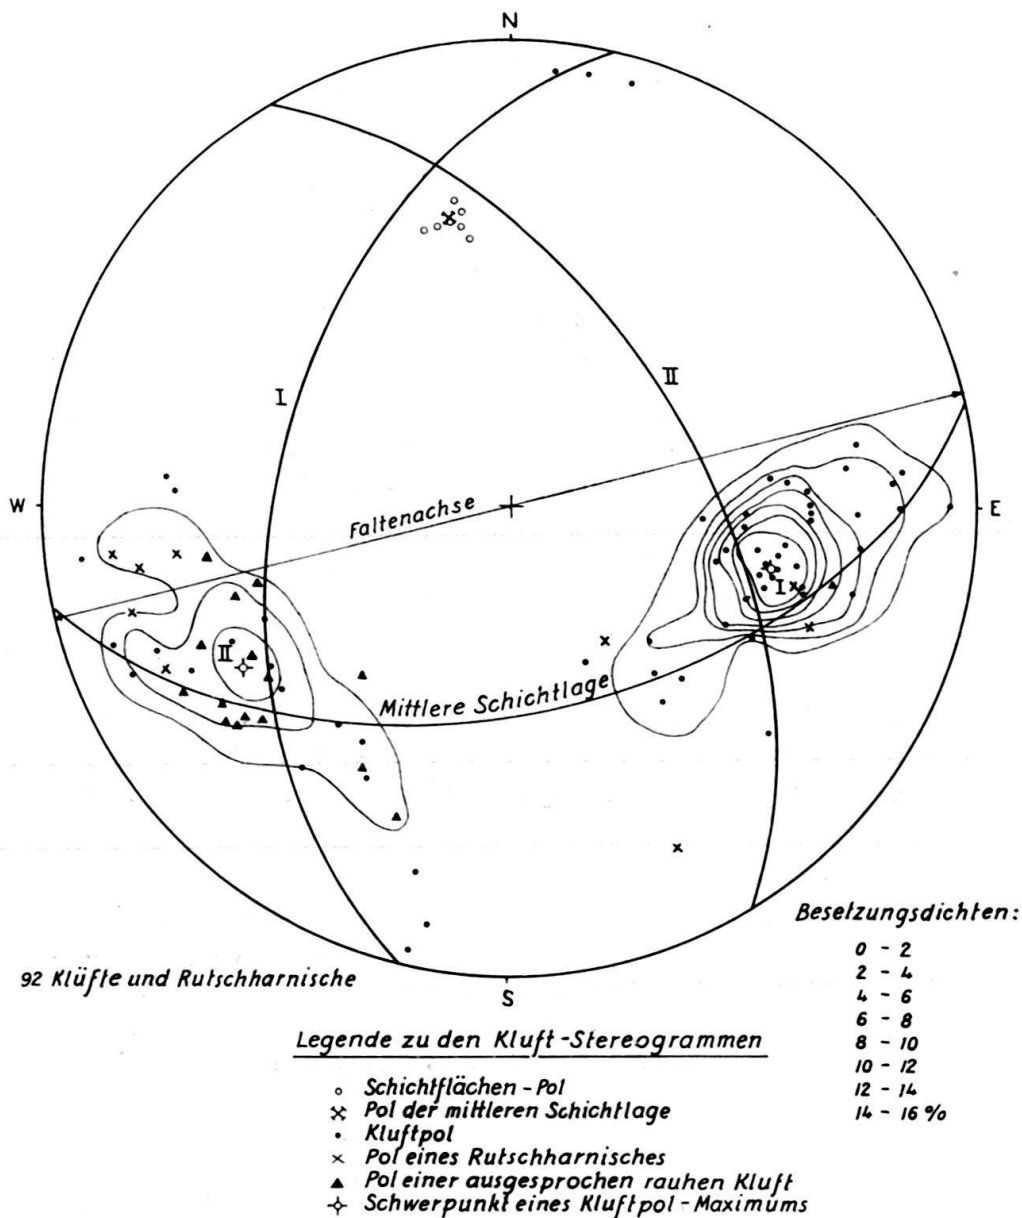 N
II
I
W
Faltenachse
E
I
II
Mittlere Schichtlage
Besetzungsdichten:
0 - 2
2 - 4
4 - 6
6 - 8
8 - 10
10 - 12
12 - 14
14 - 16 %
92 Klüfte und Rutschharnische
S
Legende zu den Kluft-Stereogrammen
Schichtflächen-Pol
Pol der mittleren Schichtlage
Kluftpol
Pol eines Rutschharnisches
Pol einer ausgesprochen rauhen Kluft
Schwerpunkt eines Kluftpol-Maximums